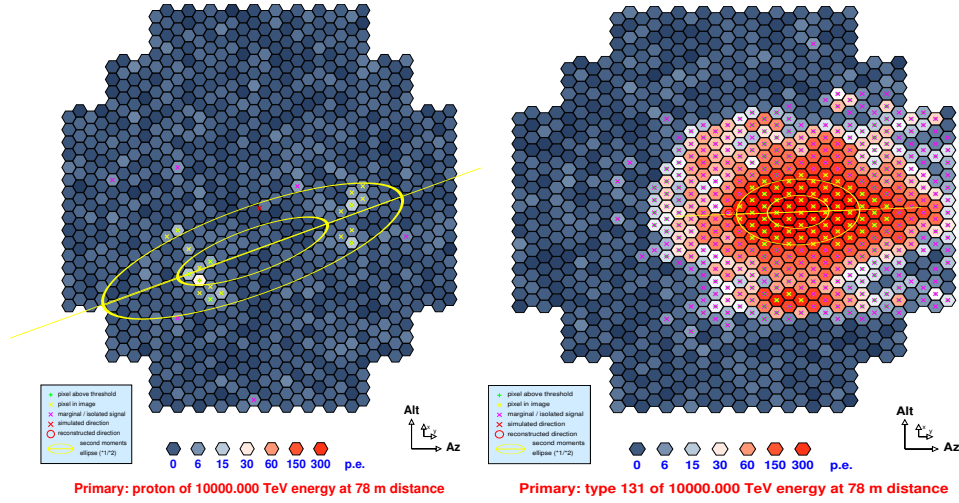 pixel above threshold
pixel in image
marginal / isolated signal
simulated direction
reconstructed direction
second moments
ellipse (*1/*2)
0 6 15 30 60 150 300 p.e.
Alt
x
y
Az
Primary: proton of 10000.000 TeV energy at 78 m distance
pixel above threshold
pixel in image
marginal / isolated signal
simulated direction
reconstructed direction
second moments
ellipse (*1/*2)
0 6 15 30 60 150 300 p.e.
Alt
x
y
Az
Primary: type 131 of 10000.000 TeV energy at 78 m distance